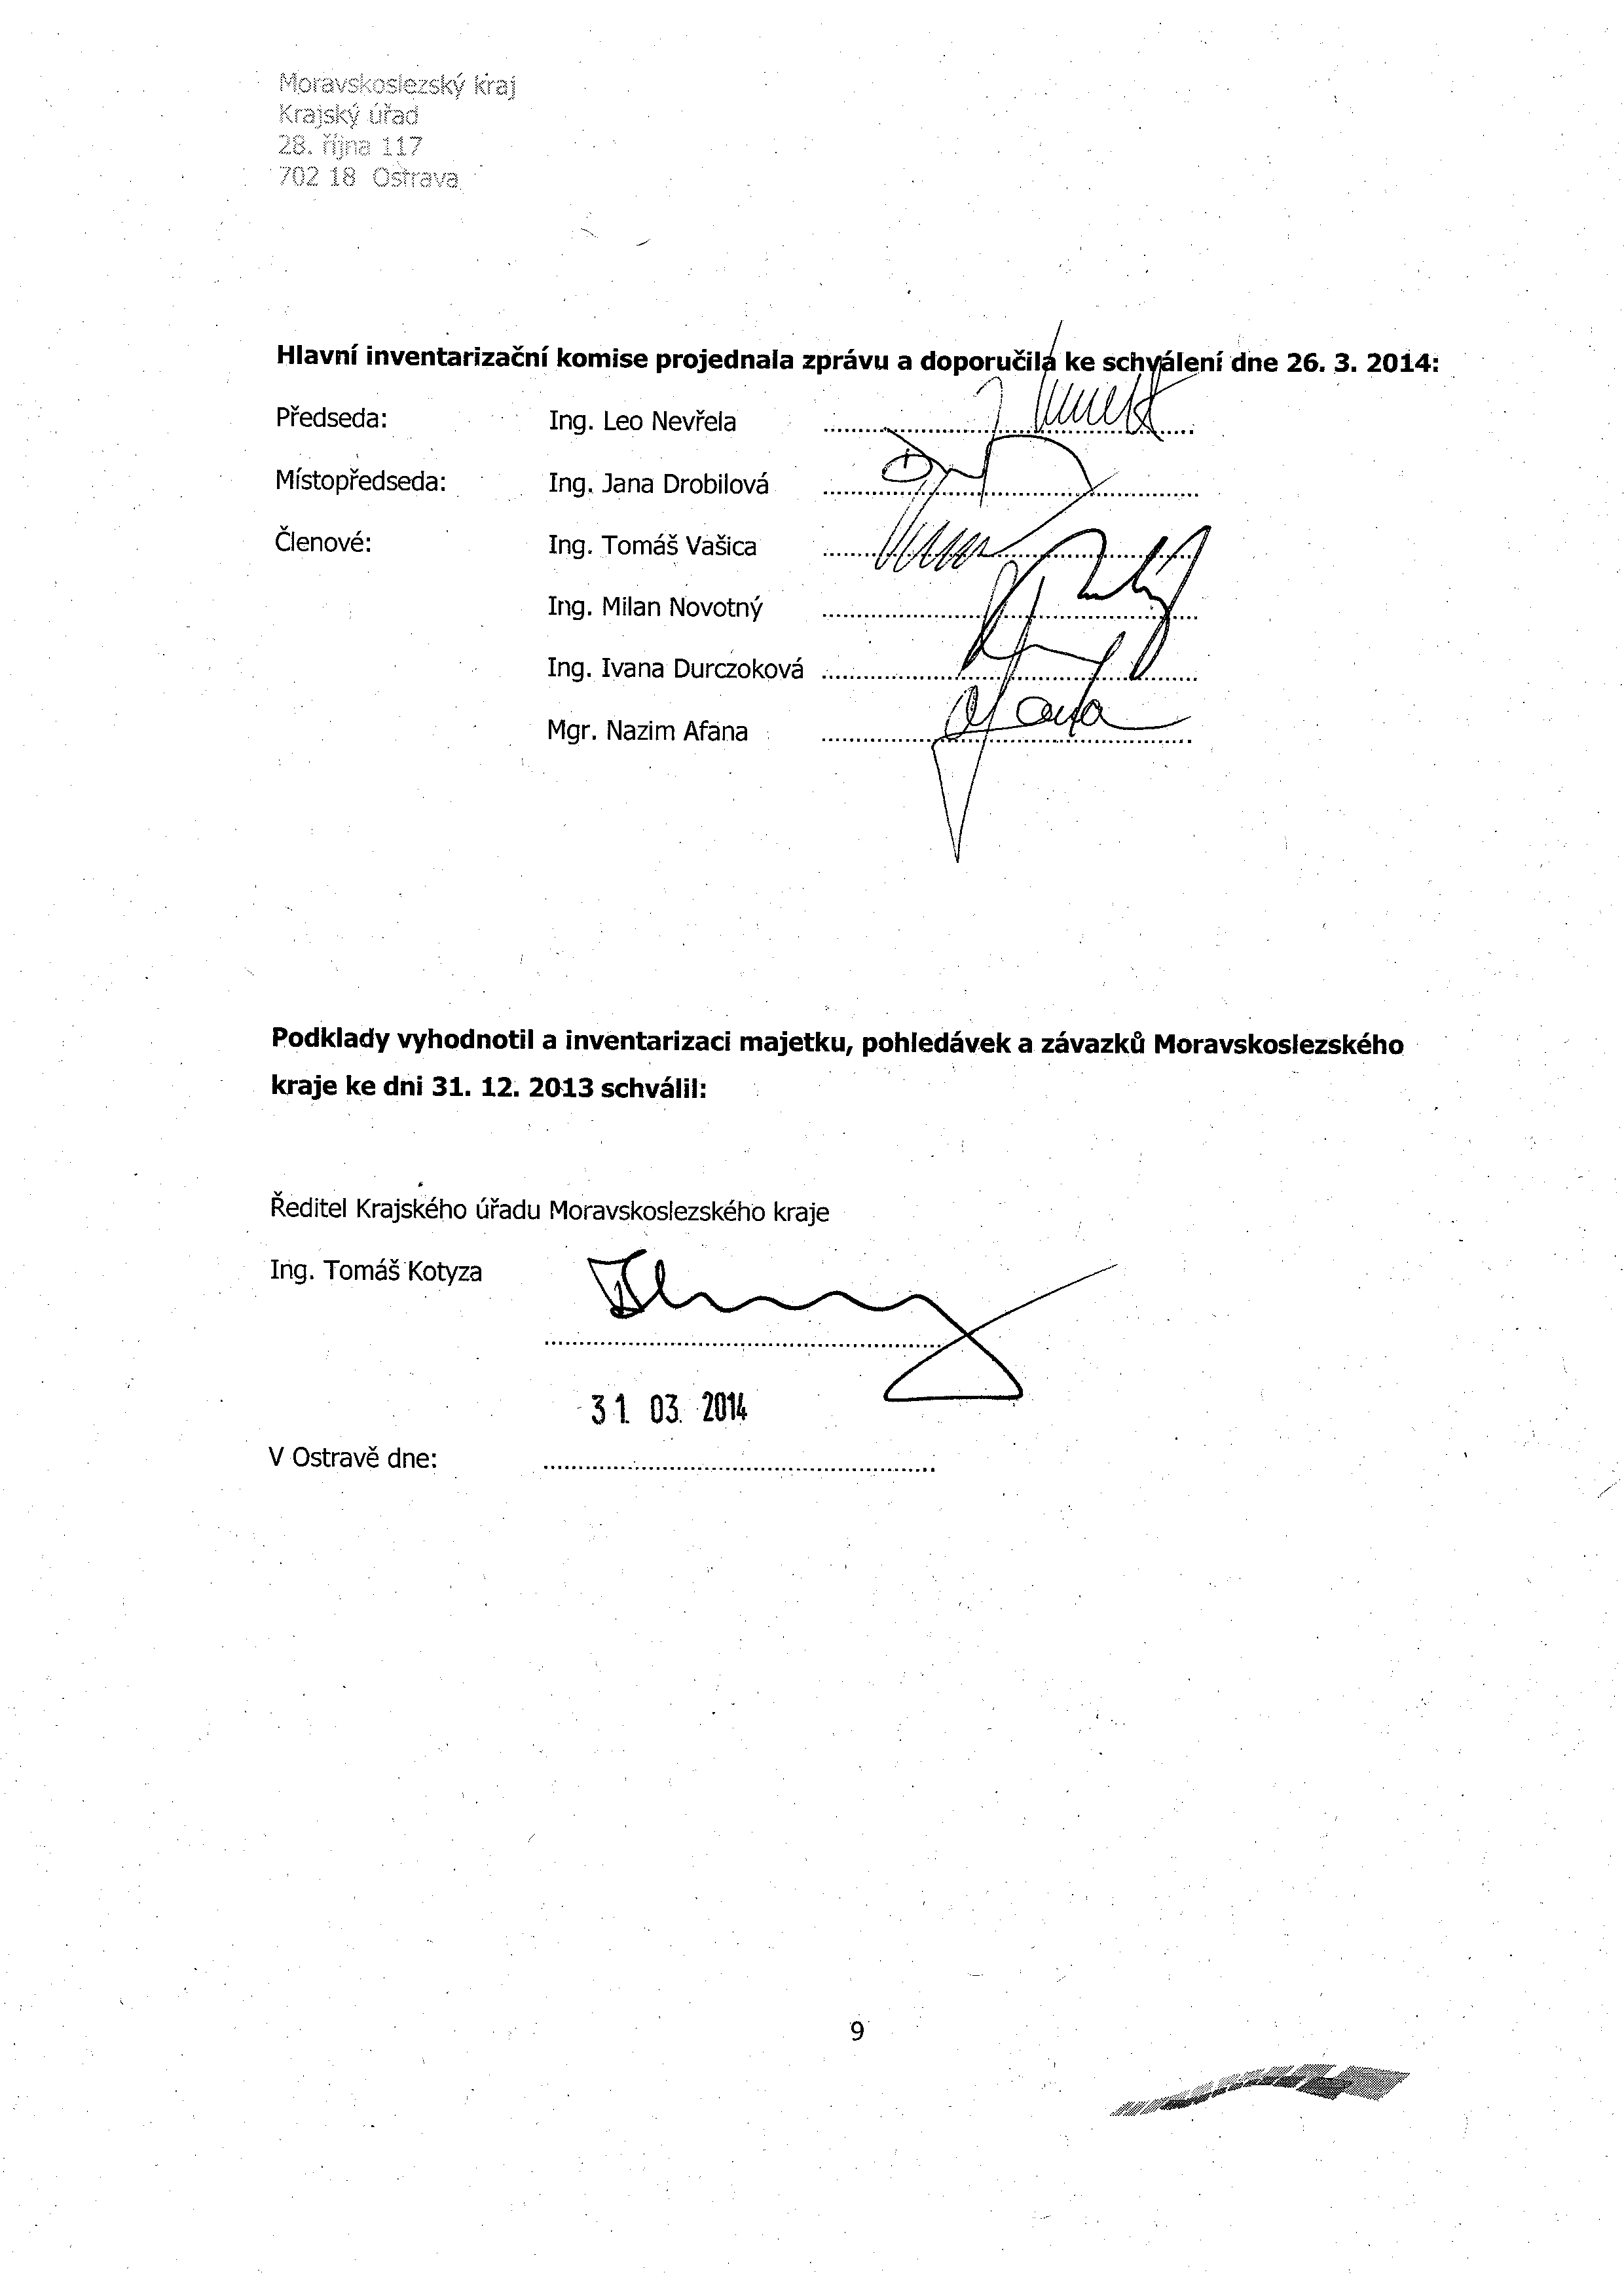 Moravskoslezský kraj
Krajský úřad
28. října 117
702 18 Ostrava
Hlavní inventarizační komise projednala zprávu a doporučila ke schválení dne 26. 3. 2014:
Předseda: Ing. Leo Nevřela
Místopředseda: Ing. Jana Drobilová
Členové: Ing. Tomáš Vašica
Ing. Milan Novotný
Ing. Ivana Durczoková
Mgr. Nazim Afana
Podklady vyhodnotil a inventarizaci majetku, pohledávek a závazků Moravskoslezského
kraje ke dni 31. 12. 2013 schválil:
Ředitel Krajského úřadu Moravskoslezského kraje
Ing. Tomáš Kotyza
31. 03. 2014
V Ostravě dne:
9